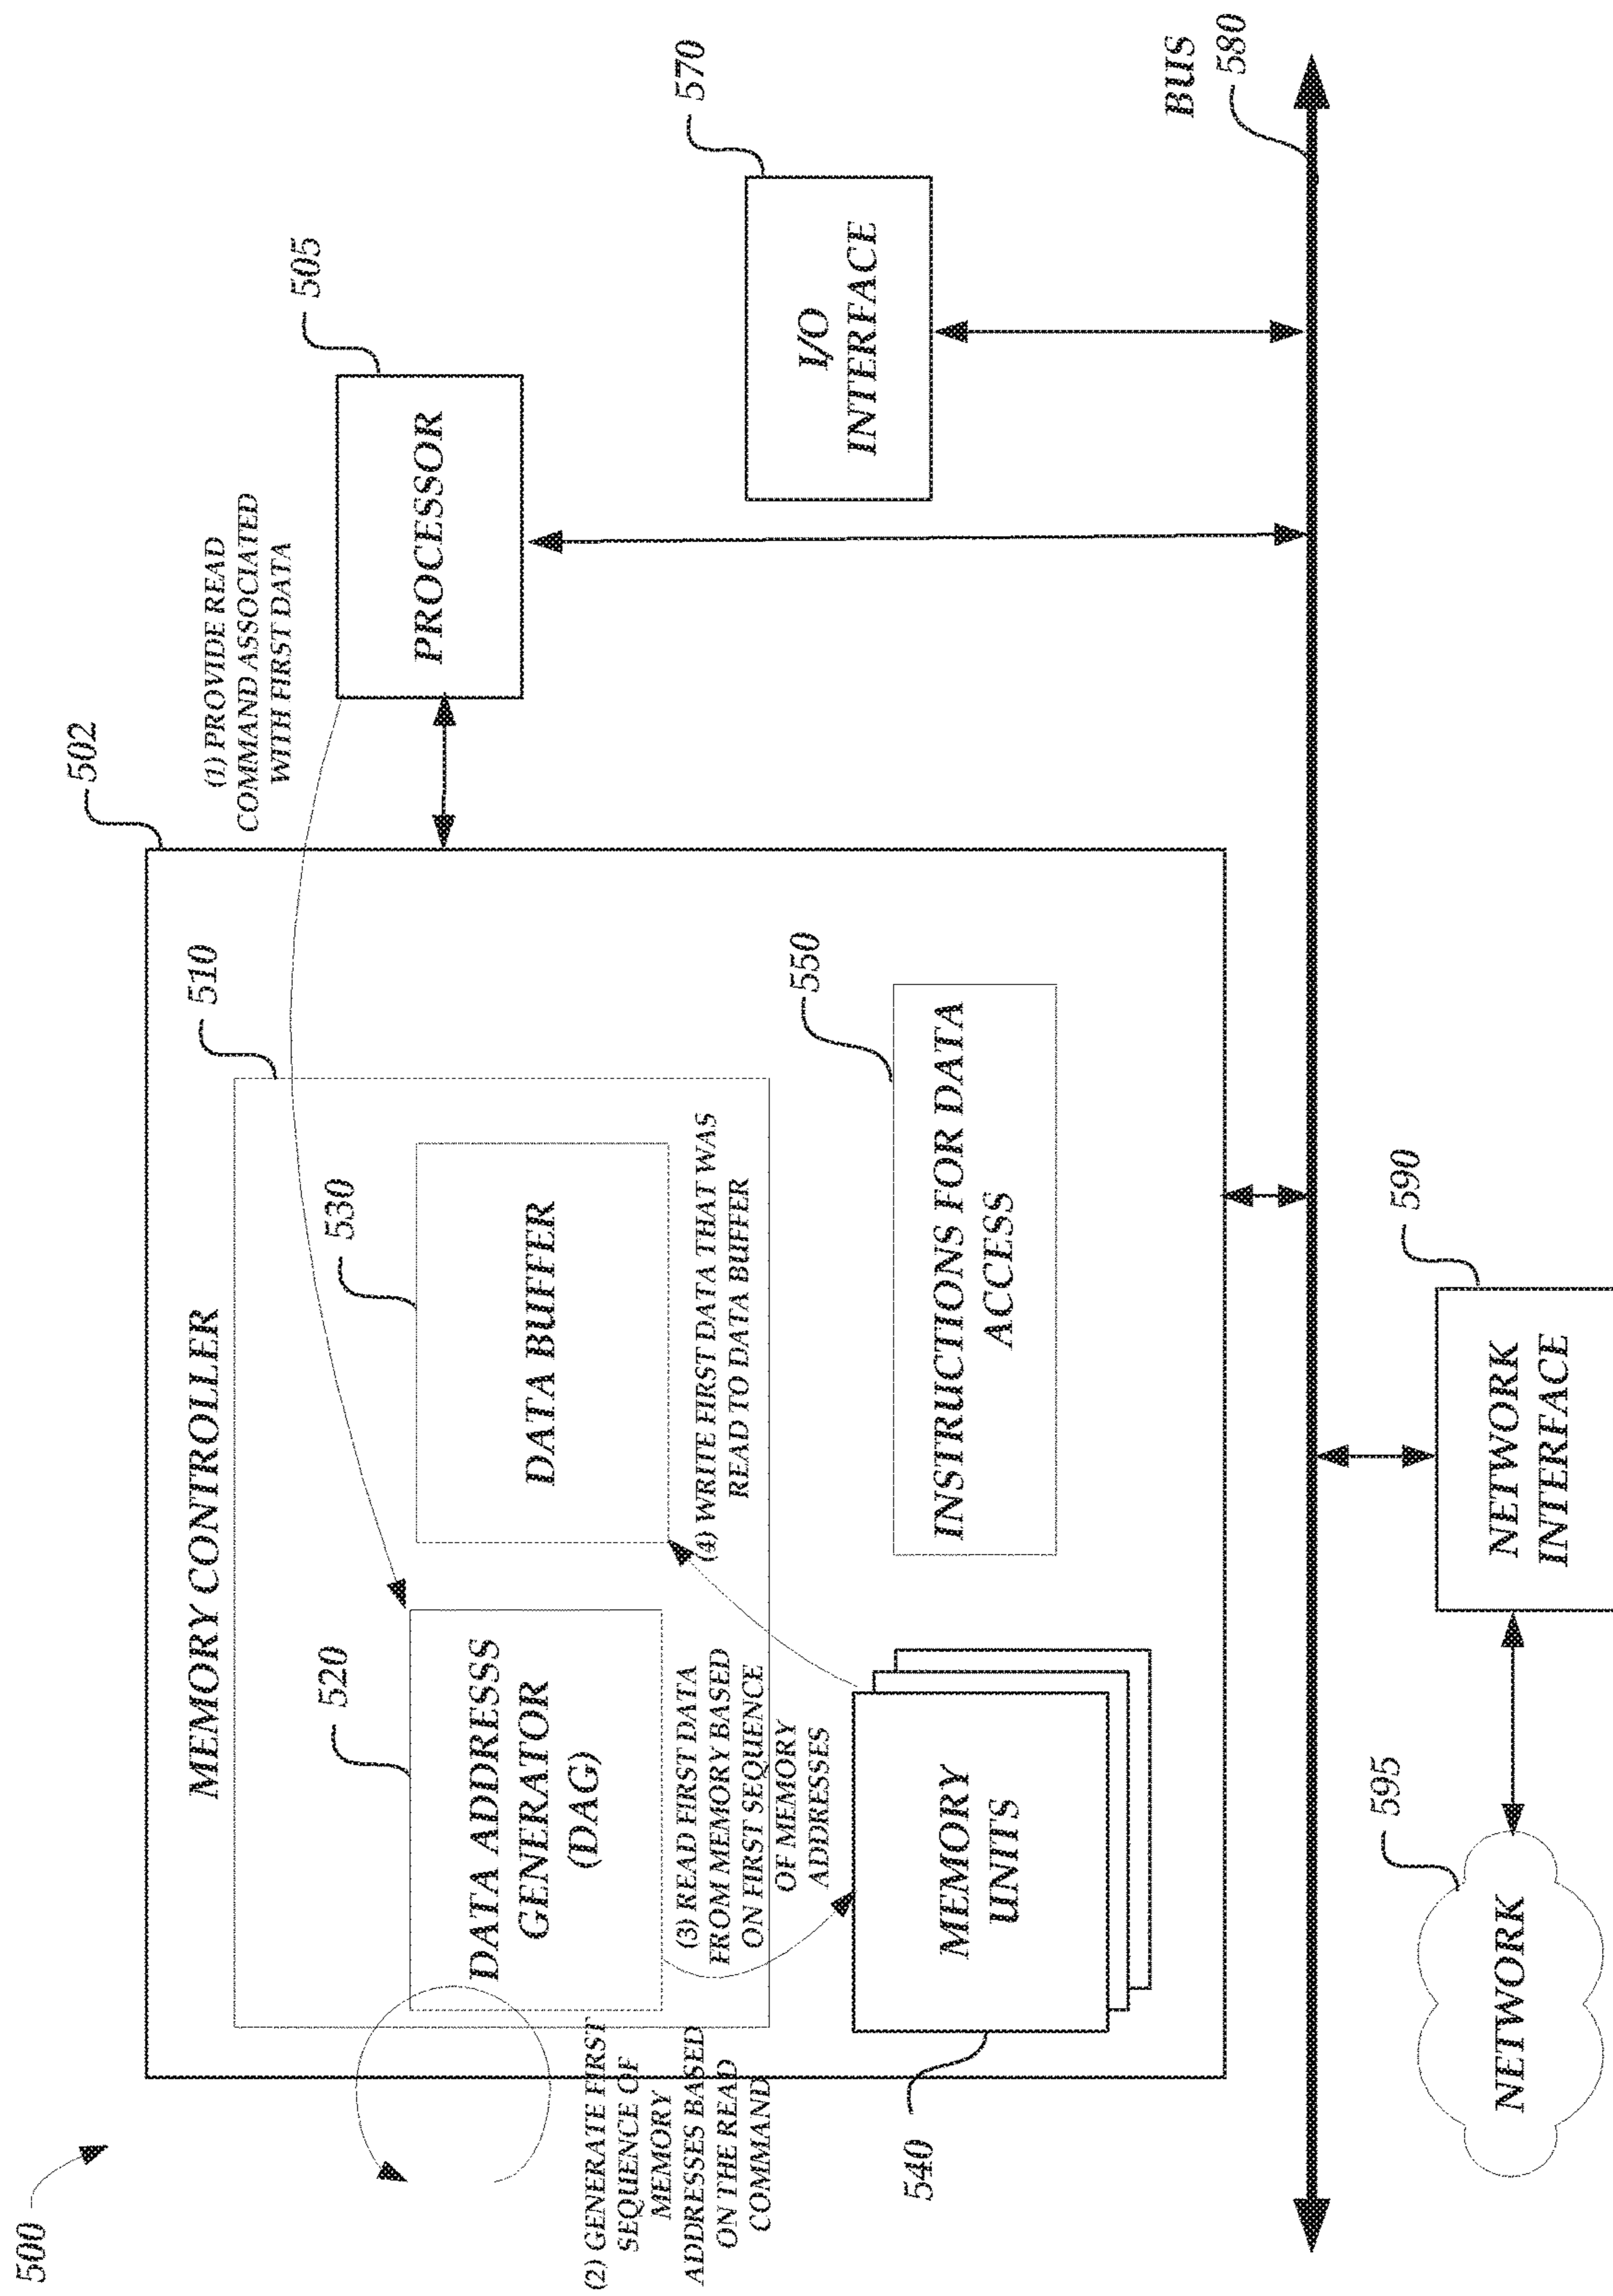 500
502
MEMORY CONTROLLER
510
(1) PROVIDE READ
COMMAND ASSOCIATED
WITH FIRST DATA
505
PROCESSOR
520
DATA ADDRESS
GENERATOR
(DAG)
530
DATA BUFFER
(2) GENERATE FIRST
SEQUENCE OF
MEMORY
ADDRESSES BASED
ON THE READ
COMMAND
(3) READ FIRST DATA
FROM MEMORY BASED
ON FIRST SEQUENCE
OF MEMORY
ADDRESSES
(4) WRITE FIRST DATA THAT WAS
READ TO DATA BUFFER
540
MEMORY
UNITS
550
INSTRUCTIONS FOR DATA
ACCESS
570
I/O
INTERFACE
BUS
580
595
NETWORK
590
NETWORK
INTERFACE